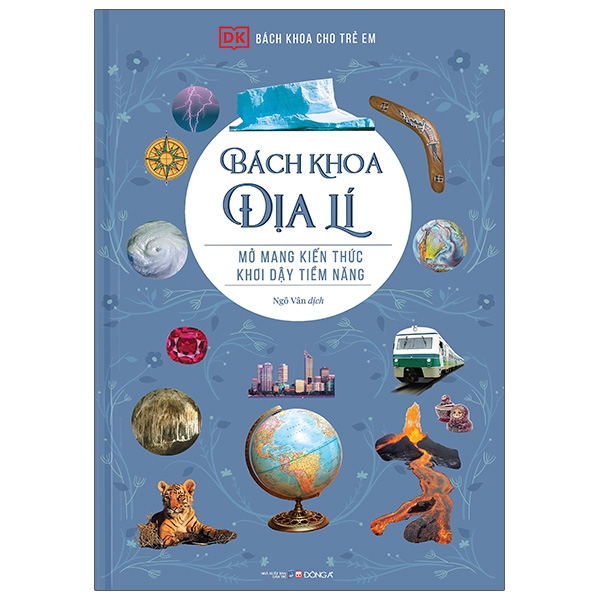 DK BÁCH KHOA CHO TRẺ EM
BÁCH KHOA
ĐỊA LÍ
MỞ MANG KIẾN THỨC
KHƠI DẬY TIỀM NĂNG
Ngô Vân dịch
ĐÔNG A